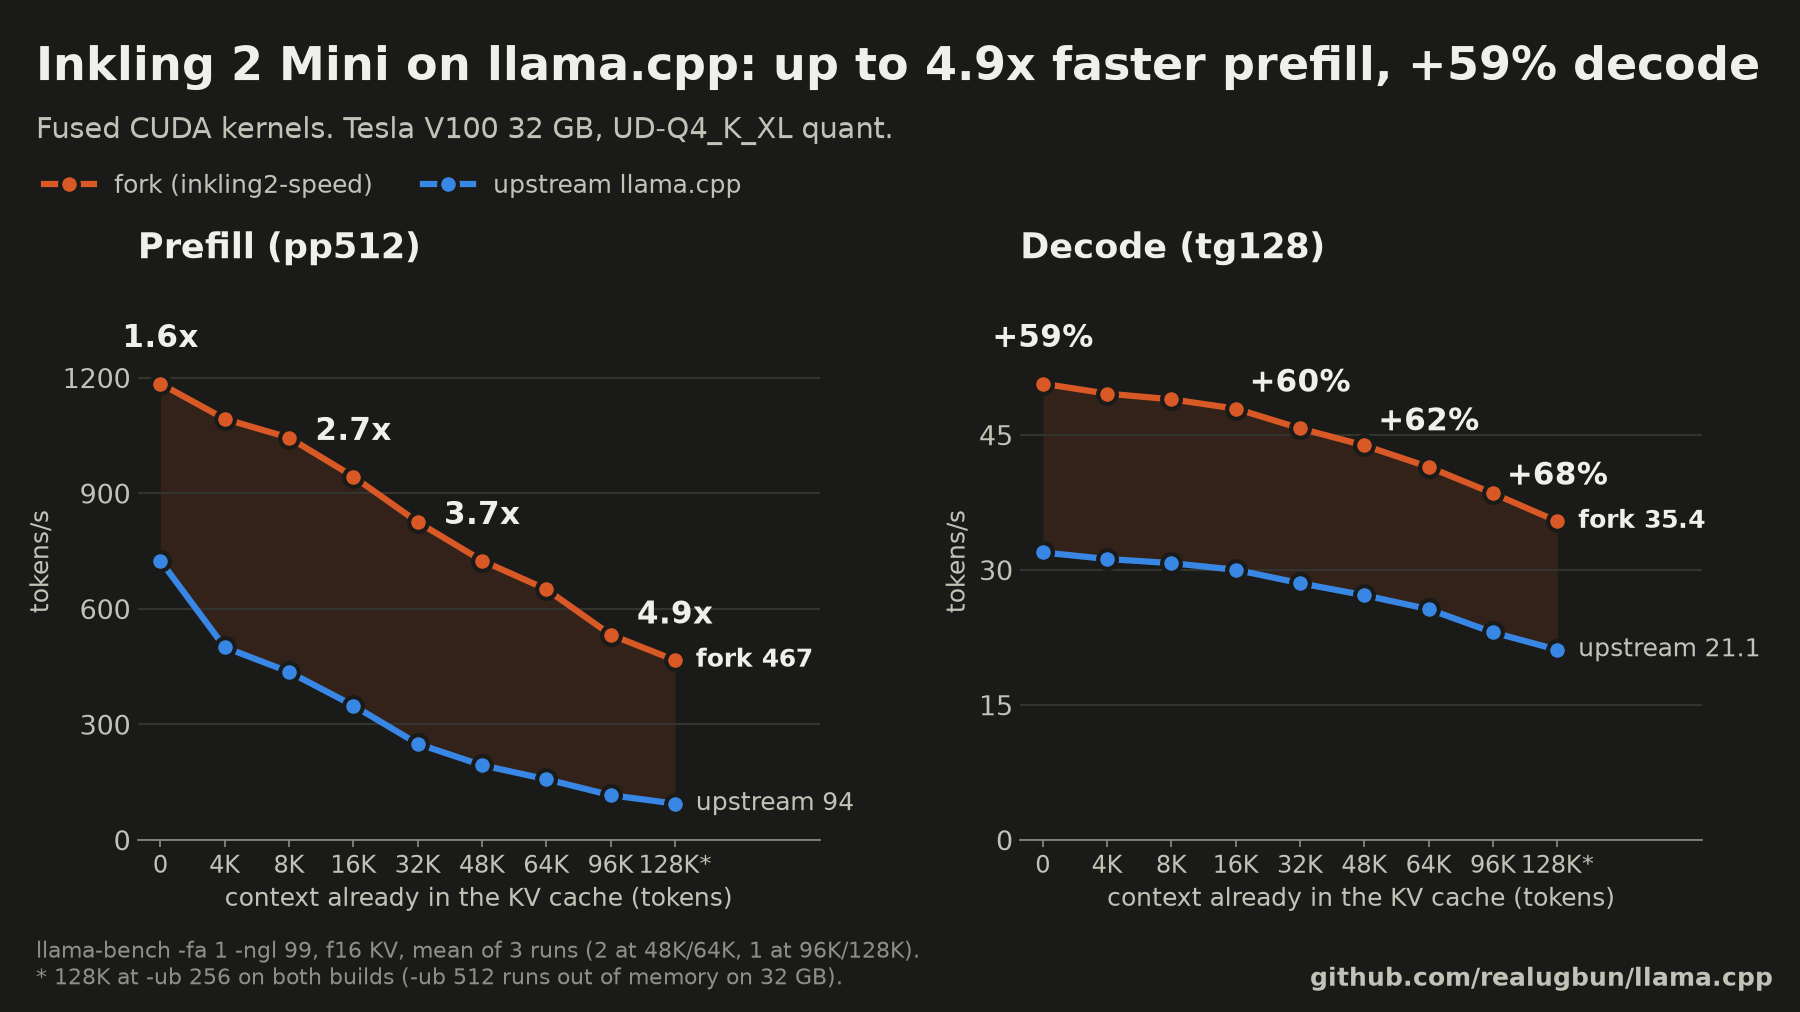 Inkling 2 Mini on llama.cpp: up to 4.9x faster prefill, +59% decode
Fused CUDA kernels. Tesla V100 32 GB, UD-Q4_K_XL quant.
fork (inkling2-speed)
upstream llama.cpp
Prefill (pp512)
1.6x
2.7x
3.7x
4.9x
fork 467
upstream 94
1200
900
600
300
0
tokens/s
0 4K 8K 16K 32K 48K 64K 96K 128K*
context already in the KV cache (tokens)
Decode (tg128)
+59%
+60%
+62%
+68%
fork 35.4
upstream 21.1
45
30
15
0
tokens/s
0 4K 8K 16K 32K 48K 64K 96K 128K*
context already in the KV cache (tokens)
llama-bench -fa 1 -ngl 99, f16 KV, mean of 3 runs (2 at 48K/64K, 1 at 96K/128K).
* 128K at -ub 256 on both builds (-ub 512 runs out of memory on 32 GB).
github.com/realugbun/llama.cpp